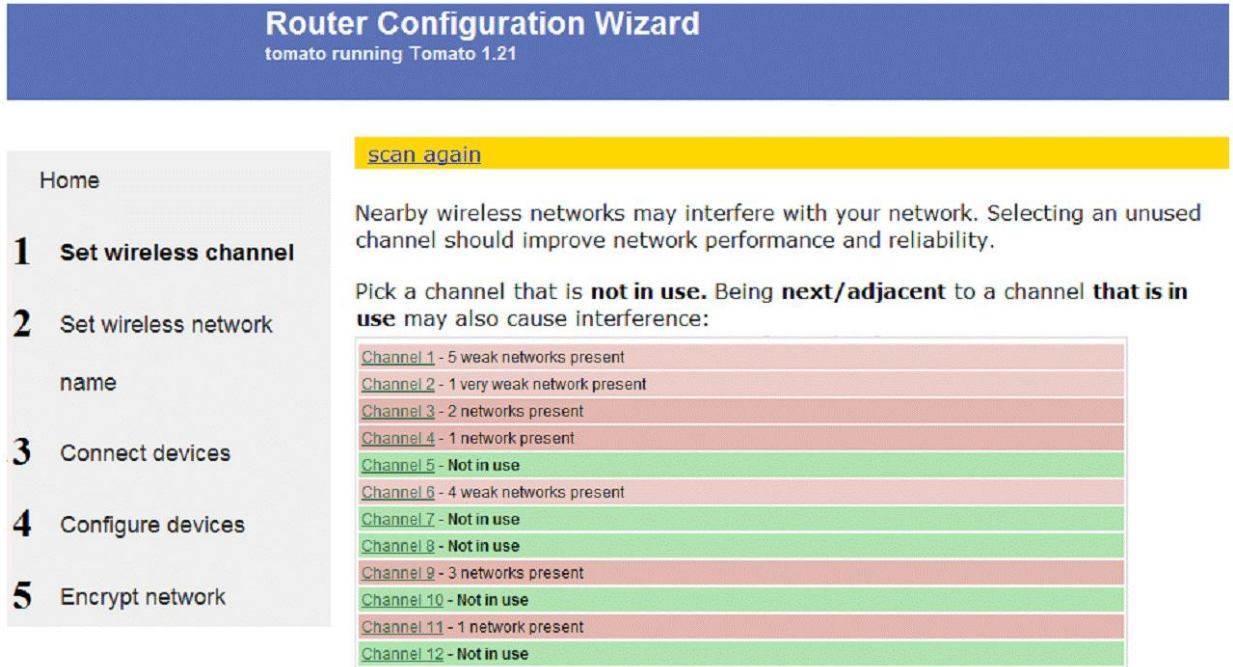 Router Configuration Wizard
tomato running Tomato 1.21
Home
1 Set wireless channel
2 Set wireless network
name
3 Connect devices
4 Configure devices
5 Encrypt network
scan again
Nearby wireless networks may interfere with your network. Selecting an unused
channel should improve network performance and reliability.
Pick a channel that is not in use. Being next/adjacent to a channel that is in
use may also cause interference:
Channel 1 - 5 weak networks present
Channel 2 - 1 very weak network present
Channel 3 - 2 networks present
Channel 4 - 1 network present
Channel 5 - Not in use
Channel 6 - 4 weak networks present
Channel 7 - Not in use
Channel 8 - Not in use
Channel 9 - 3 networks present
Channel 10 - Not in use
Channel 11 - 1 network present
Channel 12 - Not in use